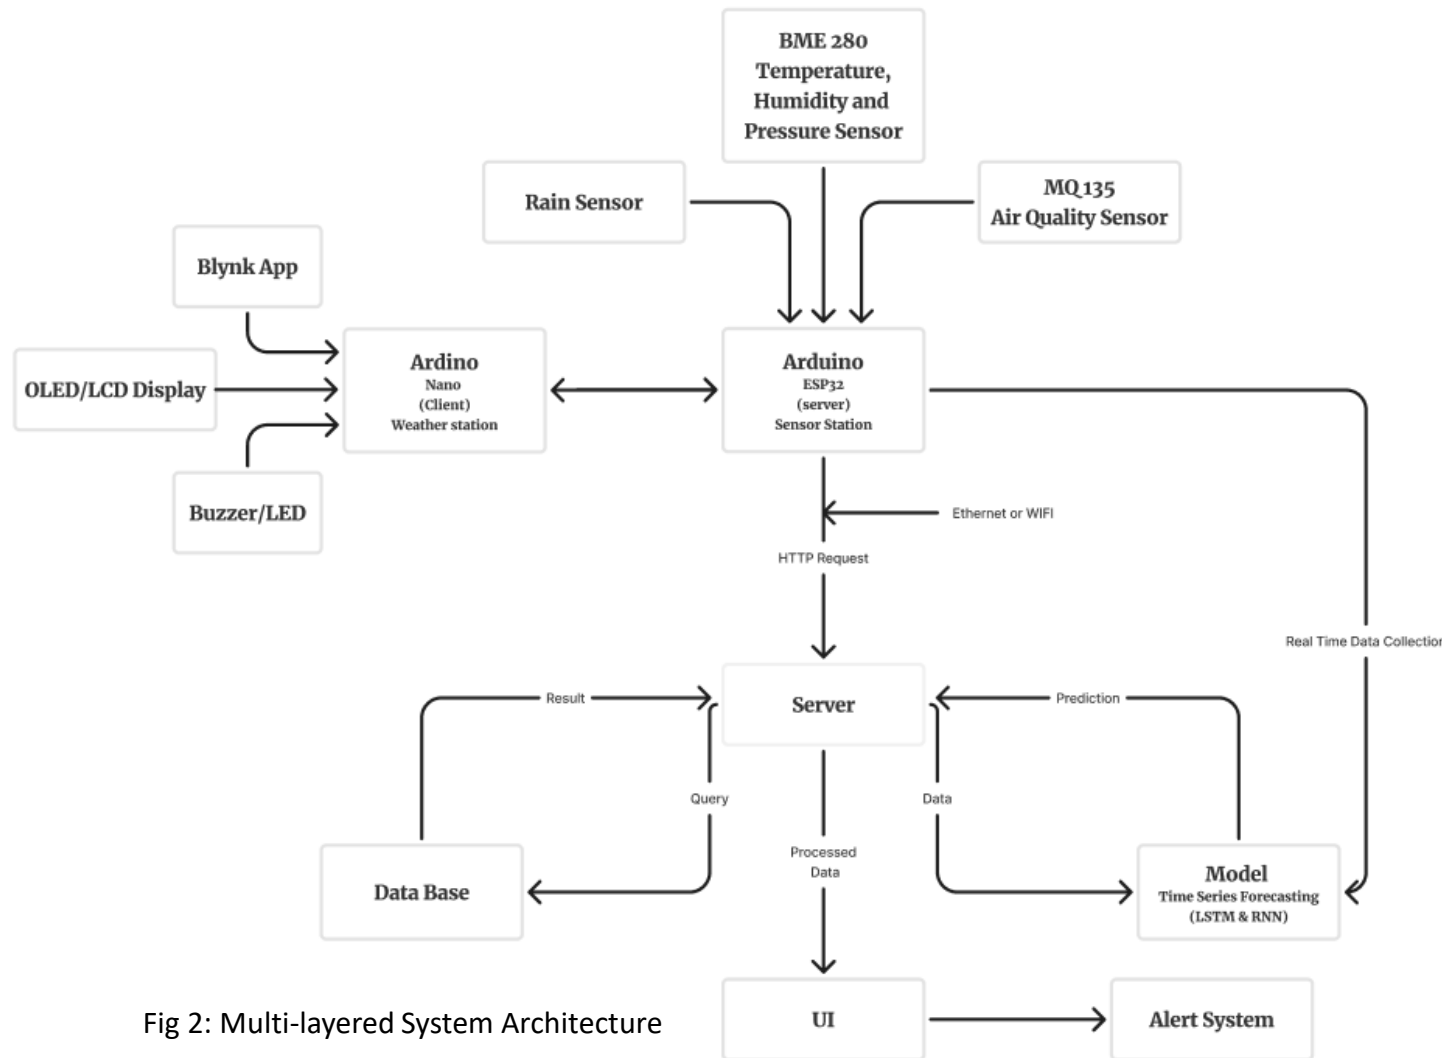 BME 280
Temperature,
Humidity and
Pressure Sensor
Rain Sensor
MQ 135
Air Quality Sensor
Blynk App
OLED/LCD Display
Buzzer/LED
Ardino
Nano
(Client)
Weather station
Arduino
ESP32
(server)
Sensor Station
Ethernet or WIFI
HTTP Request
Real Time Data Collection
Result
Server
Prediction
Query
Data
Processed
Data
Data Base
Model
Time Series Forecasting
(LSTM & RNN)
UI
Alert System
Fig 2: Multi-layered System Architecture